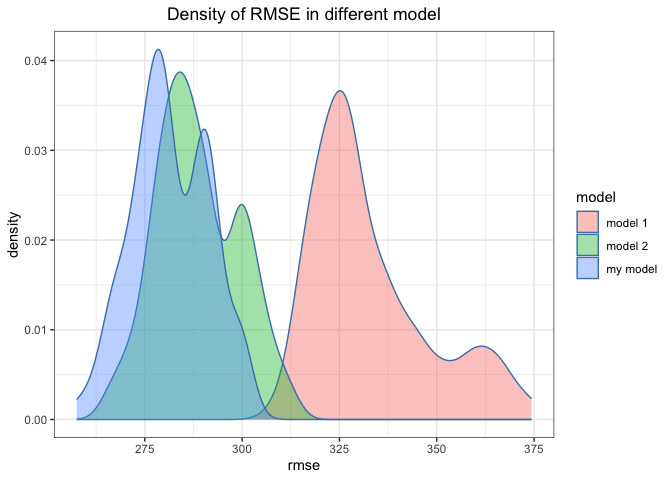 Density of RMSE in different model
0.04
0.03
0.02
0.01
0.00
density
275
300
325
350
375
rmse
model
model 1
model 2
my model